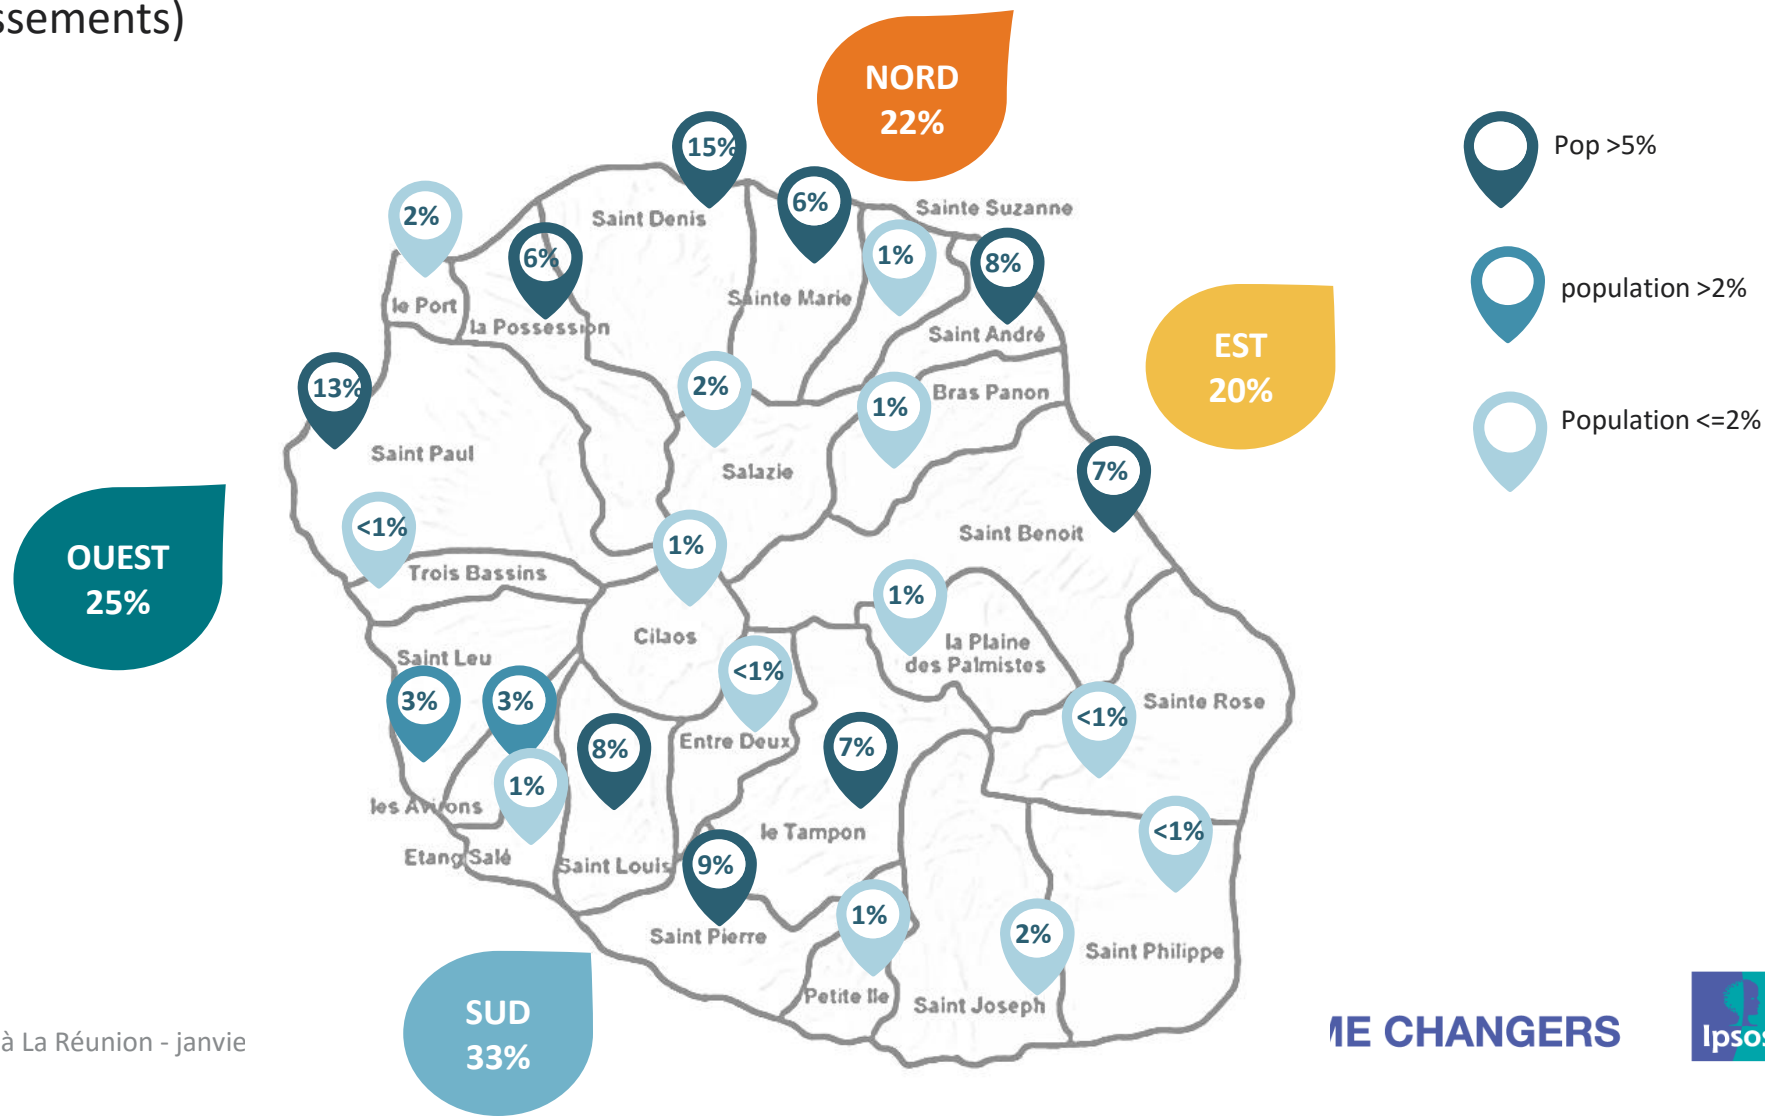 ssements)
NORD
22%
15%
Pop >5%
6%
2%
Sainte Suzanne
Saint Denis
6%
1%
8%
le Port
la Possession
Sainte Marie
Saint André
population >2%
EST
20%
13%
2%
1%
Bras Panon
Population <=2%
Saint Paul
Salazie
7%
<1%
1%
Saint Benoit
OUEST
25%
Trois Bassins
1%
Cilaos
la Plaine
des Palmistes
Saint Leu
<1%
3%
3%
Sainte Rose
<1%
8%
Entre Deux
7%
1%
les Avirons
le Tampon
<1%
Etang Salé
Saint Louis
9%
1%
2%
Saint Pierre
Saint Philippe
Petite Ile
Saint Joseph
SUD
33%
à La Réunion - janvie
ME CHANGERS
Ipsos